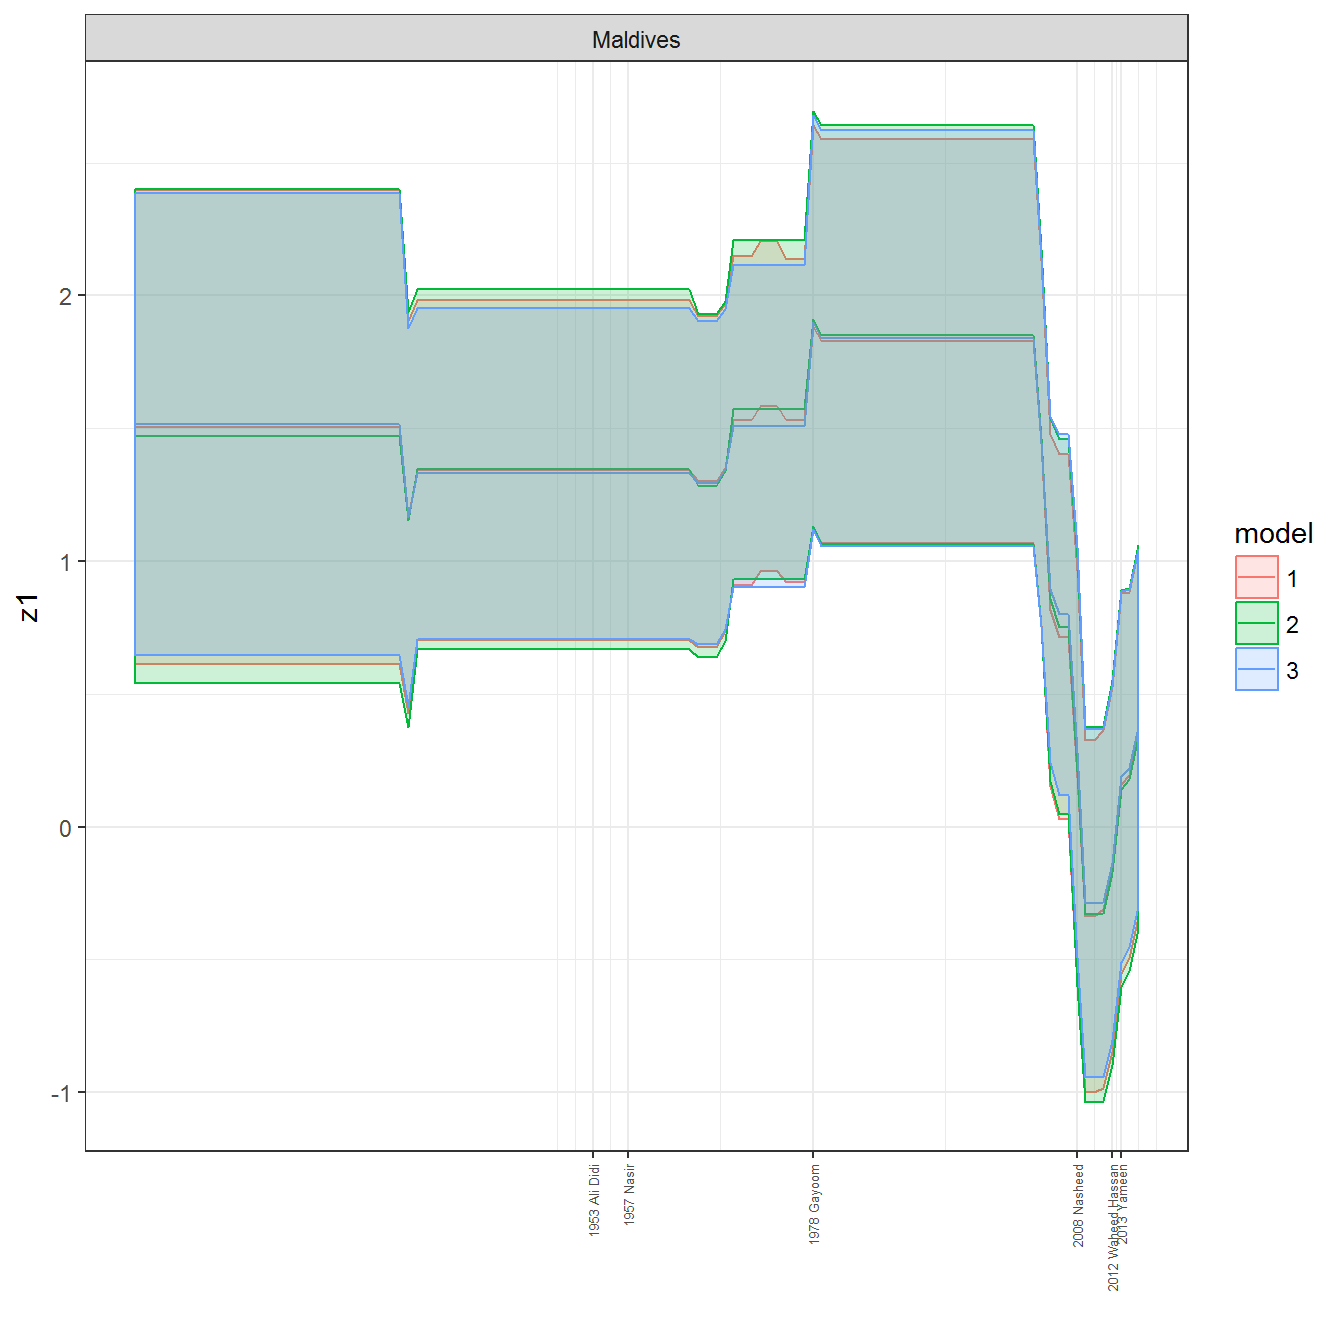 Maldives
z1
2
1
0
-1
1953 Ali Didi
1957 Nasir
1978 Gayoom
2008 Nasheed
2012 Waheed Hassan
2013 Yameen
model
1
2
3